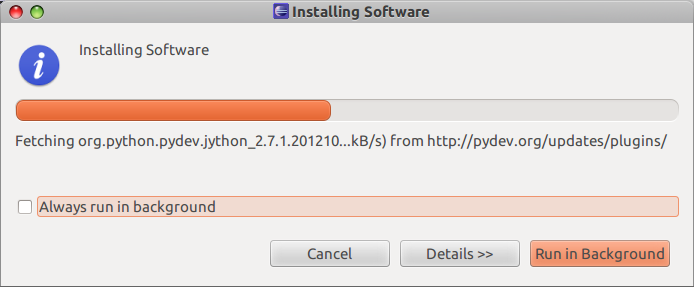 Installing Software
Installing Software
Fetching org.python.pydev.jython_2.7.1.201210...kB/s) from http://pydev.org/updates/plugins/
Always run in background
Cancel
Details >>
Run in Background